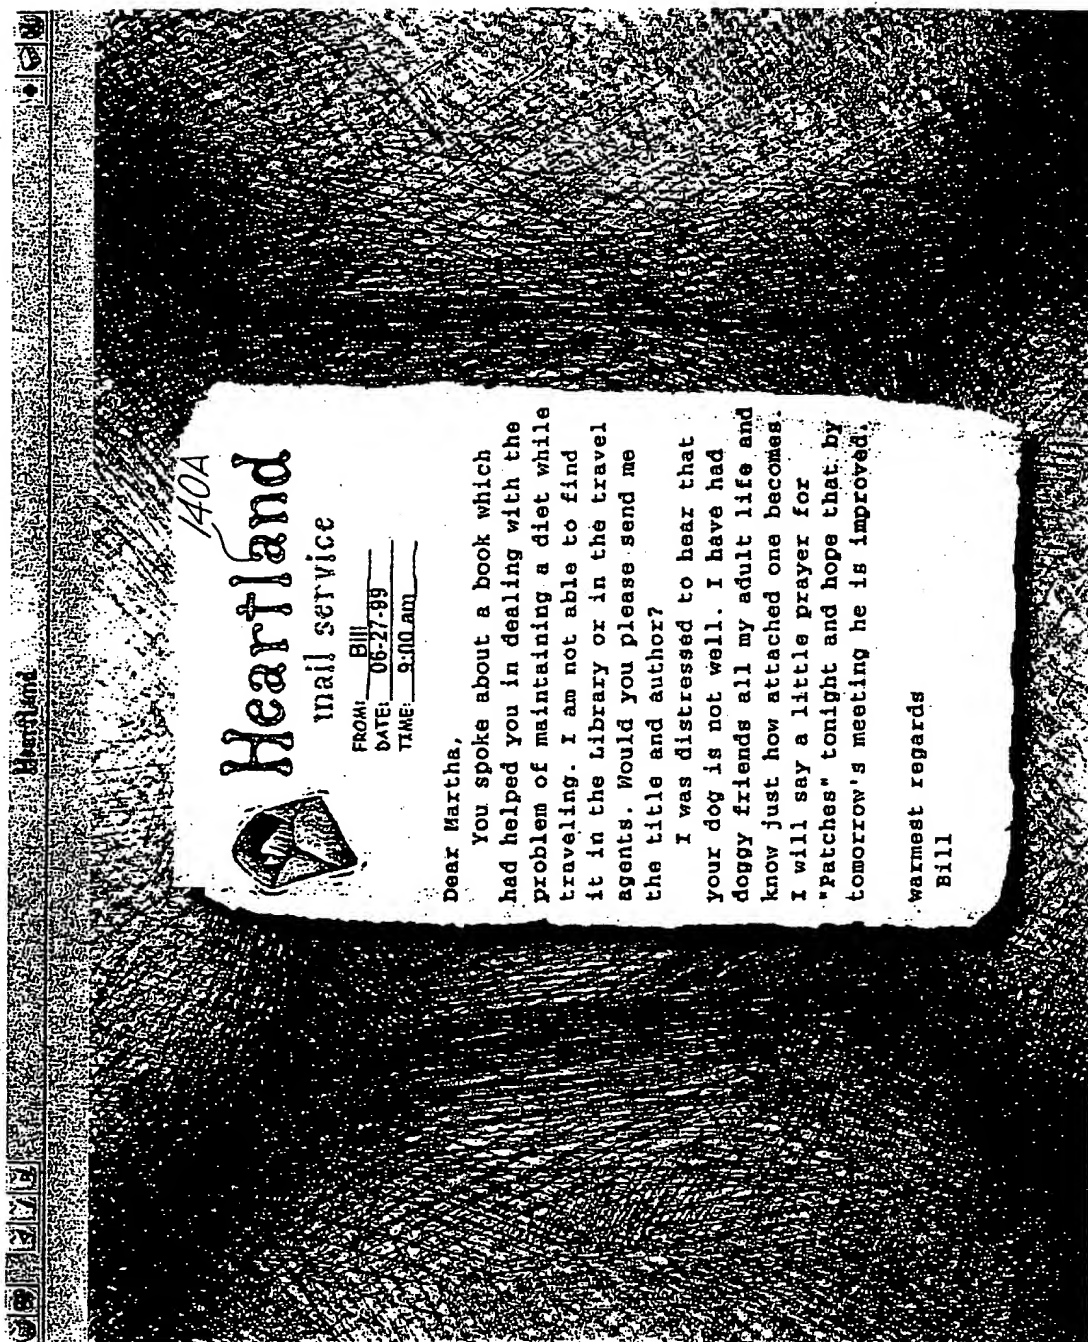 Heartland
140A
Heartland
mail service
FROM: Bill
DATE: 06-27-99
TIME: 9:00 am
Dear Martha,
You spoke about a book which
had helped you in dealing with the
problem of maintaining a diet while
traveling. I am not able to find
it in the Library or in the travel
agents. Would you please send me
the title and author?
I was distressed to hear that
your dog is not well. I have had
doggy friends all my adult life and
know just how attached one becomes.
I will say a little prayer for
"Patches" tonight and hope that by
tomorrow's meeting he is improved.
warmest regards
Bill